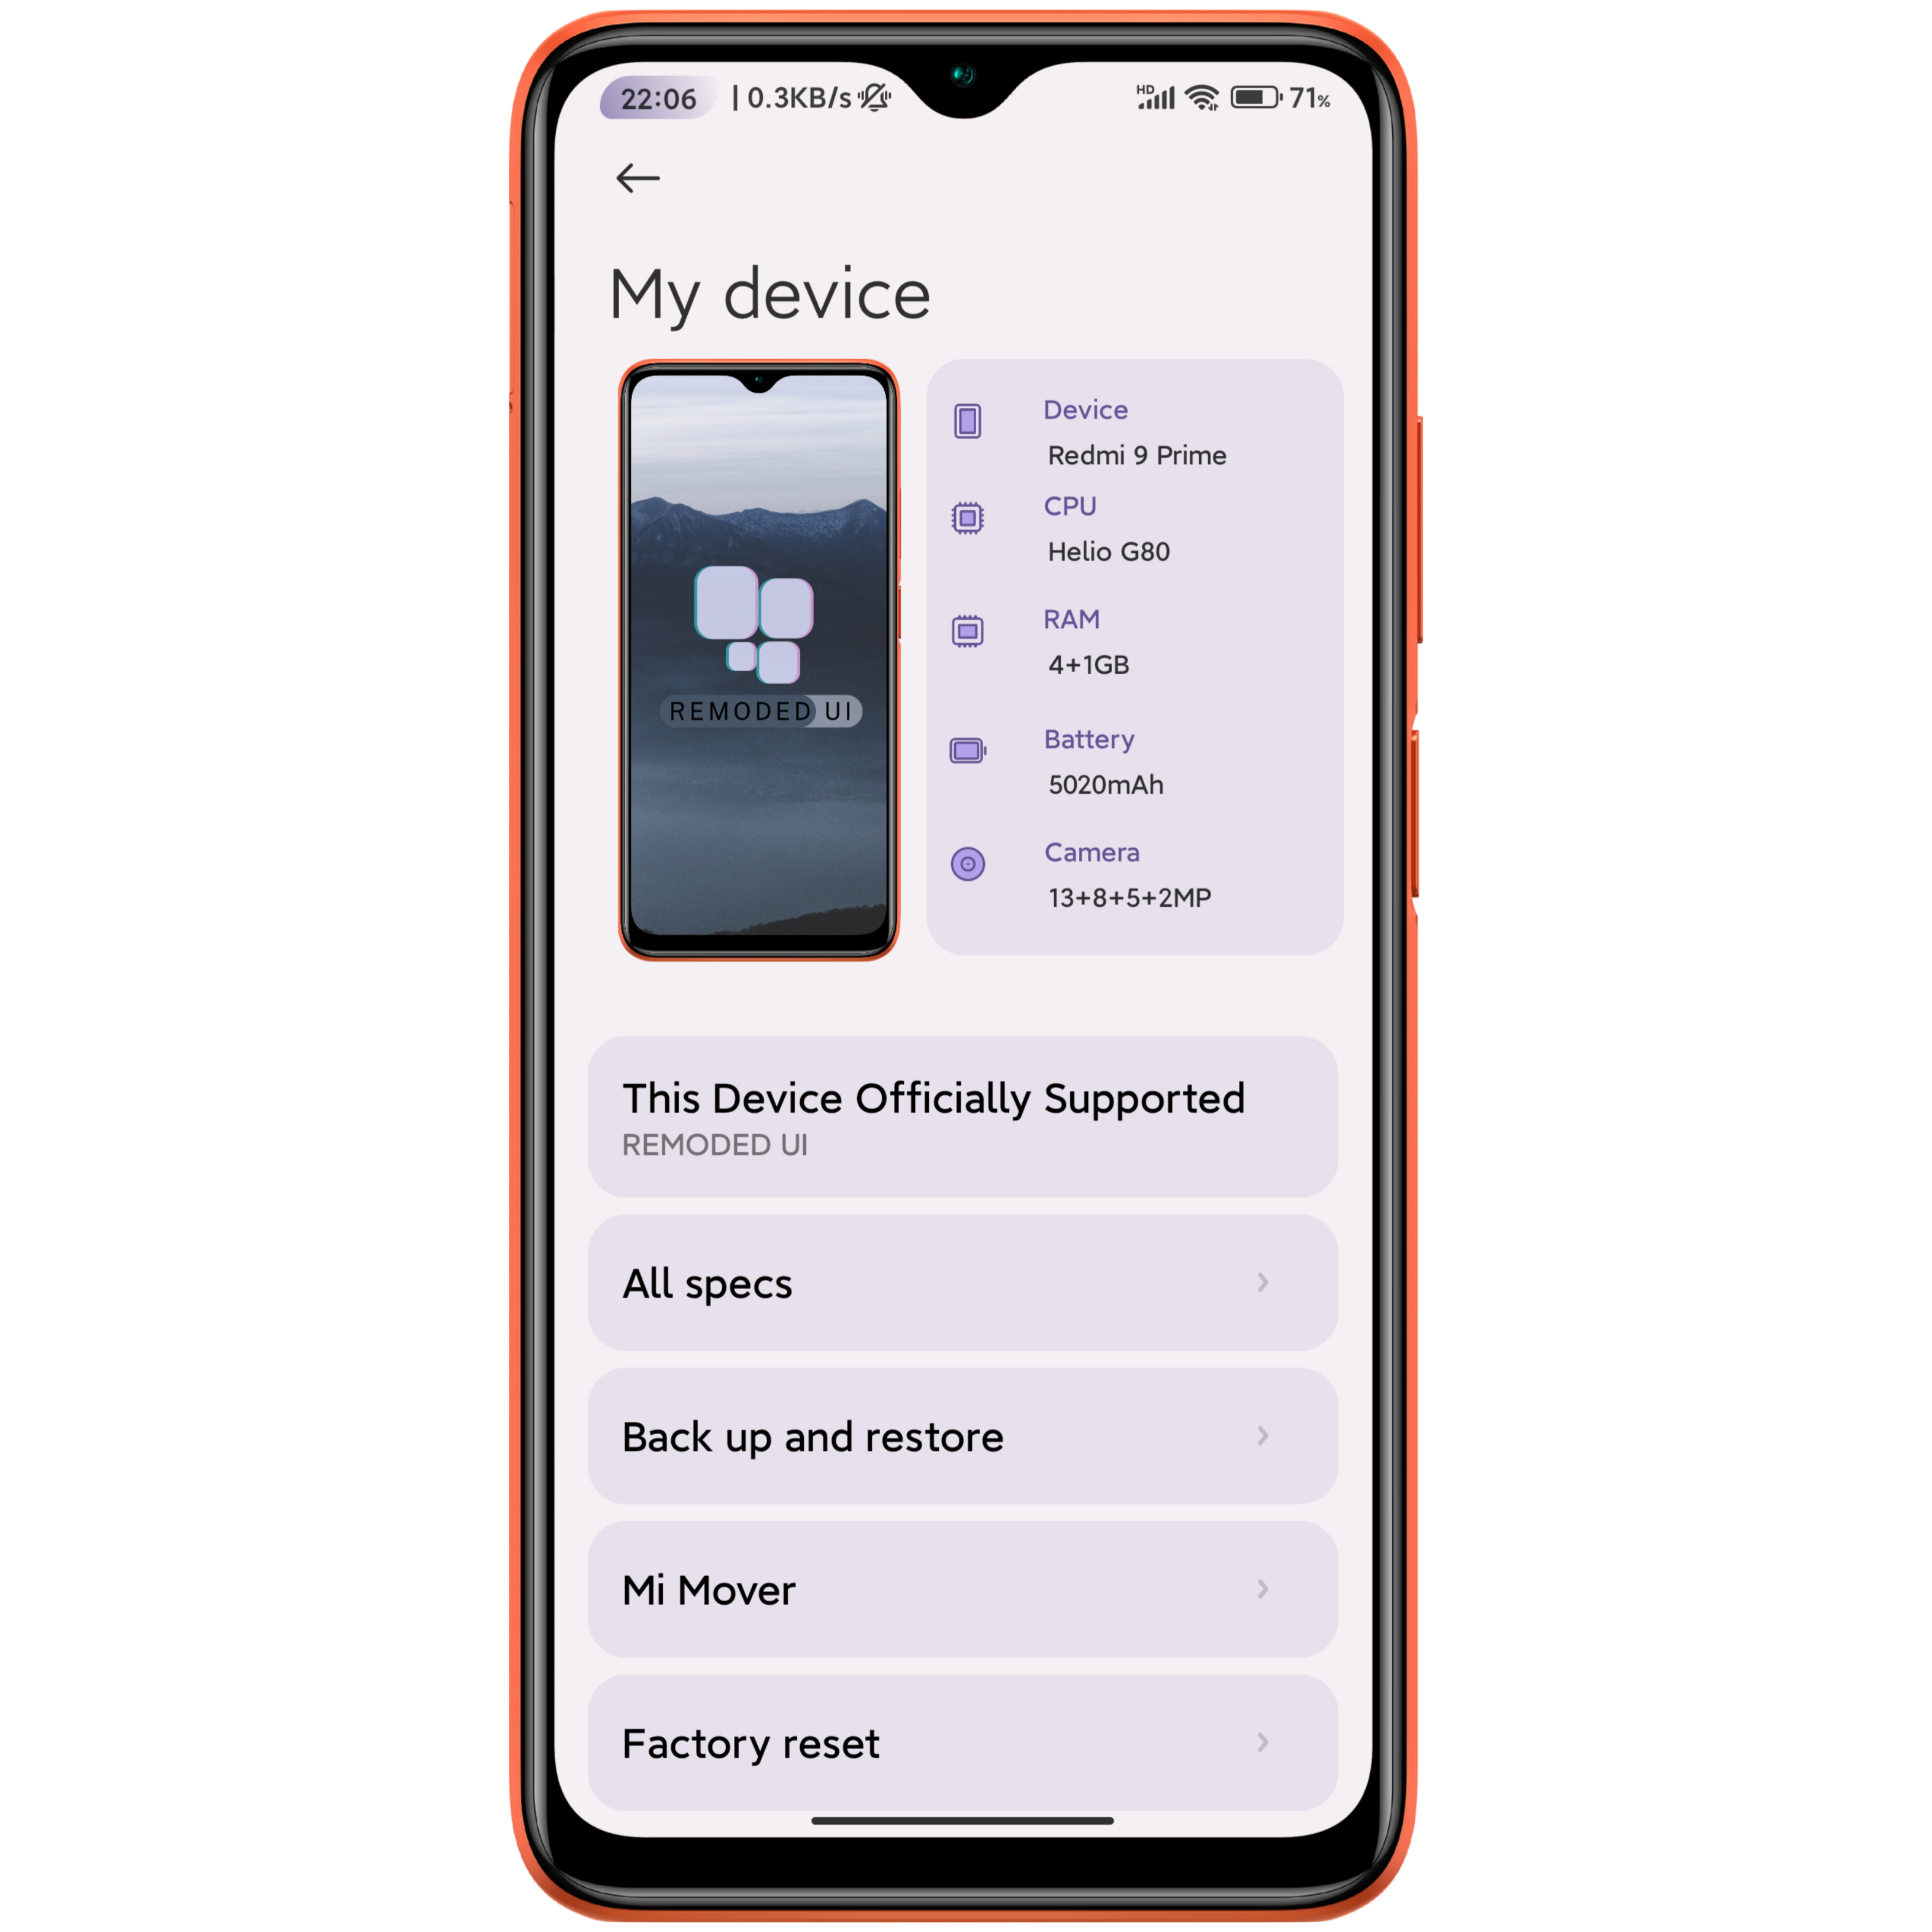 22:06 | 0.3KB/s HD 71%
My device
REMODED UI
Device
Redmi 9 Prime
CPU
Helio G80
RAM
4+1GB
Battery
5020mAh
Camera
13+8+5+2MP
This Device Officially Supported
REMODED UI
All specs
Back up and restore
Mi Mover
Factory reset